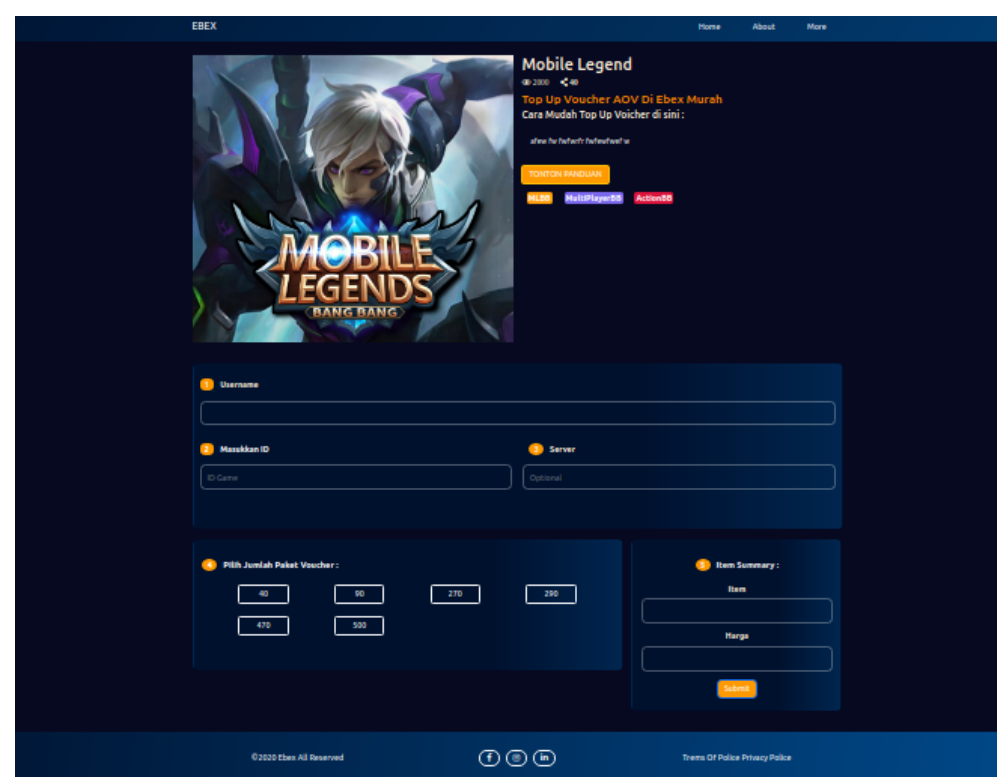 EBEX Home About More
MOBILE
LEGENDS
BANG BANG
Mobile Legend
2000 40
Top Up Voucher AOV Di Ebex Murah
Cara Mudah Top Up Voicher di sini :
TONTON PANDUAN
MLBB MultiPlayerBB ActionBB
1 Username
2 Masukkan ID
3 Server
ID Game
Optional
4 Pilih Jumlah Paket Voucher :
40 90 270 290
470 500
5 Item Summary :
Item
Harga
Submit
©2020 Ebex All Reserved
f in
Trems Of Police Privacy Police